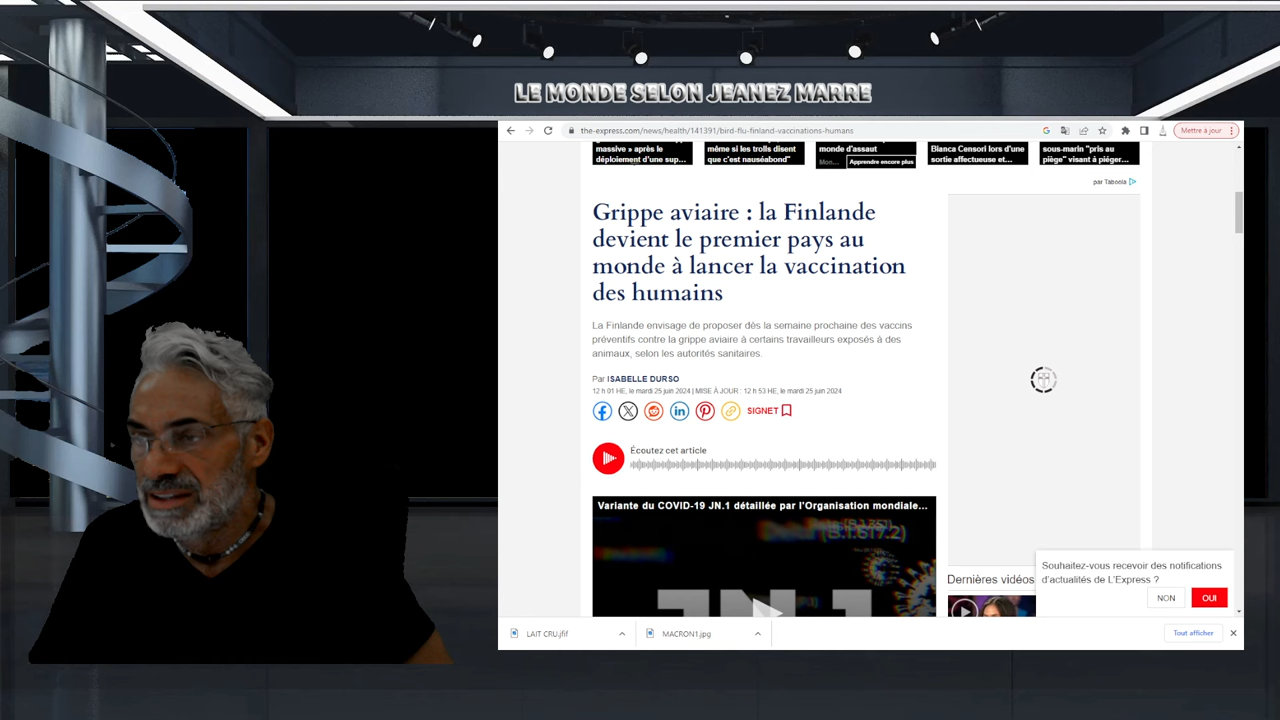 LE MONDE SELON JEANEZ MARRE
the-express.com/news/health/141391/bird-flu-finland-vaccinations-humans
Mettre à jour
massive » après le
déploiement d'une sup...
même si les trolls disent
que c'est nauséabond"
monde d'assaut
Mon...
Apprendre encore plus
Bianca Censori lors d'une
sortie affectueuse et...
sous-marin "pris au
piège" visant à piéger...
par Taboola
Grippe aviaire : la Finlande
devient le premier pays au
monde à lancer la vaccination
des humains
La Finlande envisage de proposer dès la semaine prochaine des vaccins
préventifs contre la grippe aviaire à certains travailleurs exposés à des
animaux, selon les autorités sanitaires.
Par ISABELLE DURSO
12 h 01 HE, le mardi 25 juin 2024 | MISE À JOUR : 12 h 53 HE, le mardi 25 juin 2024
SIGNET
Écoutez cet article
Variante du COVID-19 JN.1 détaillée par l'Organisation mondiale...
(B.1.617.2)
JN.1
Dernières vidéos
Souhaitez-vous recevoir des notifications
d'actualités de L'Express ?
NON
OUI
LAIT CRU.jfif
MACRON1.jpg
Tout afficher